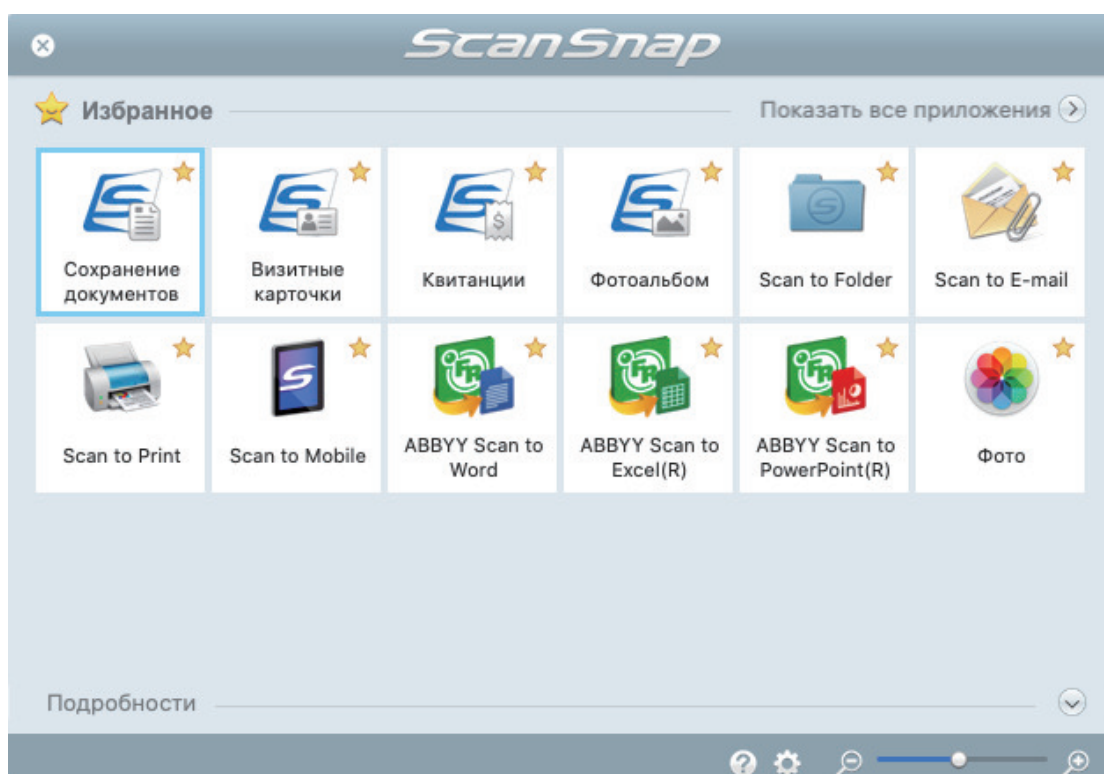 ScanSnap
Избранное
Показать все приложения
Сохранение
документов
Визитные
карточки
Квитанции
Фотоальбом
Scan to Folder
Scan to E-mail
Scan to Print
Scan to Mobile
ABBYY Scan to
Word
ABBYY Scan to
Excel(R)
ABBYY Scan to
PowerPoint(R)
Фото
Подробности